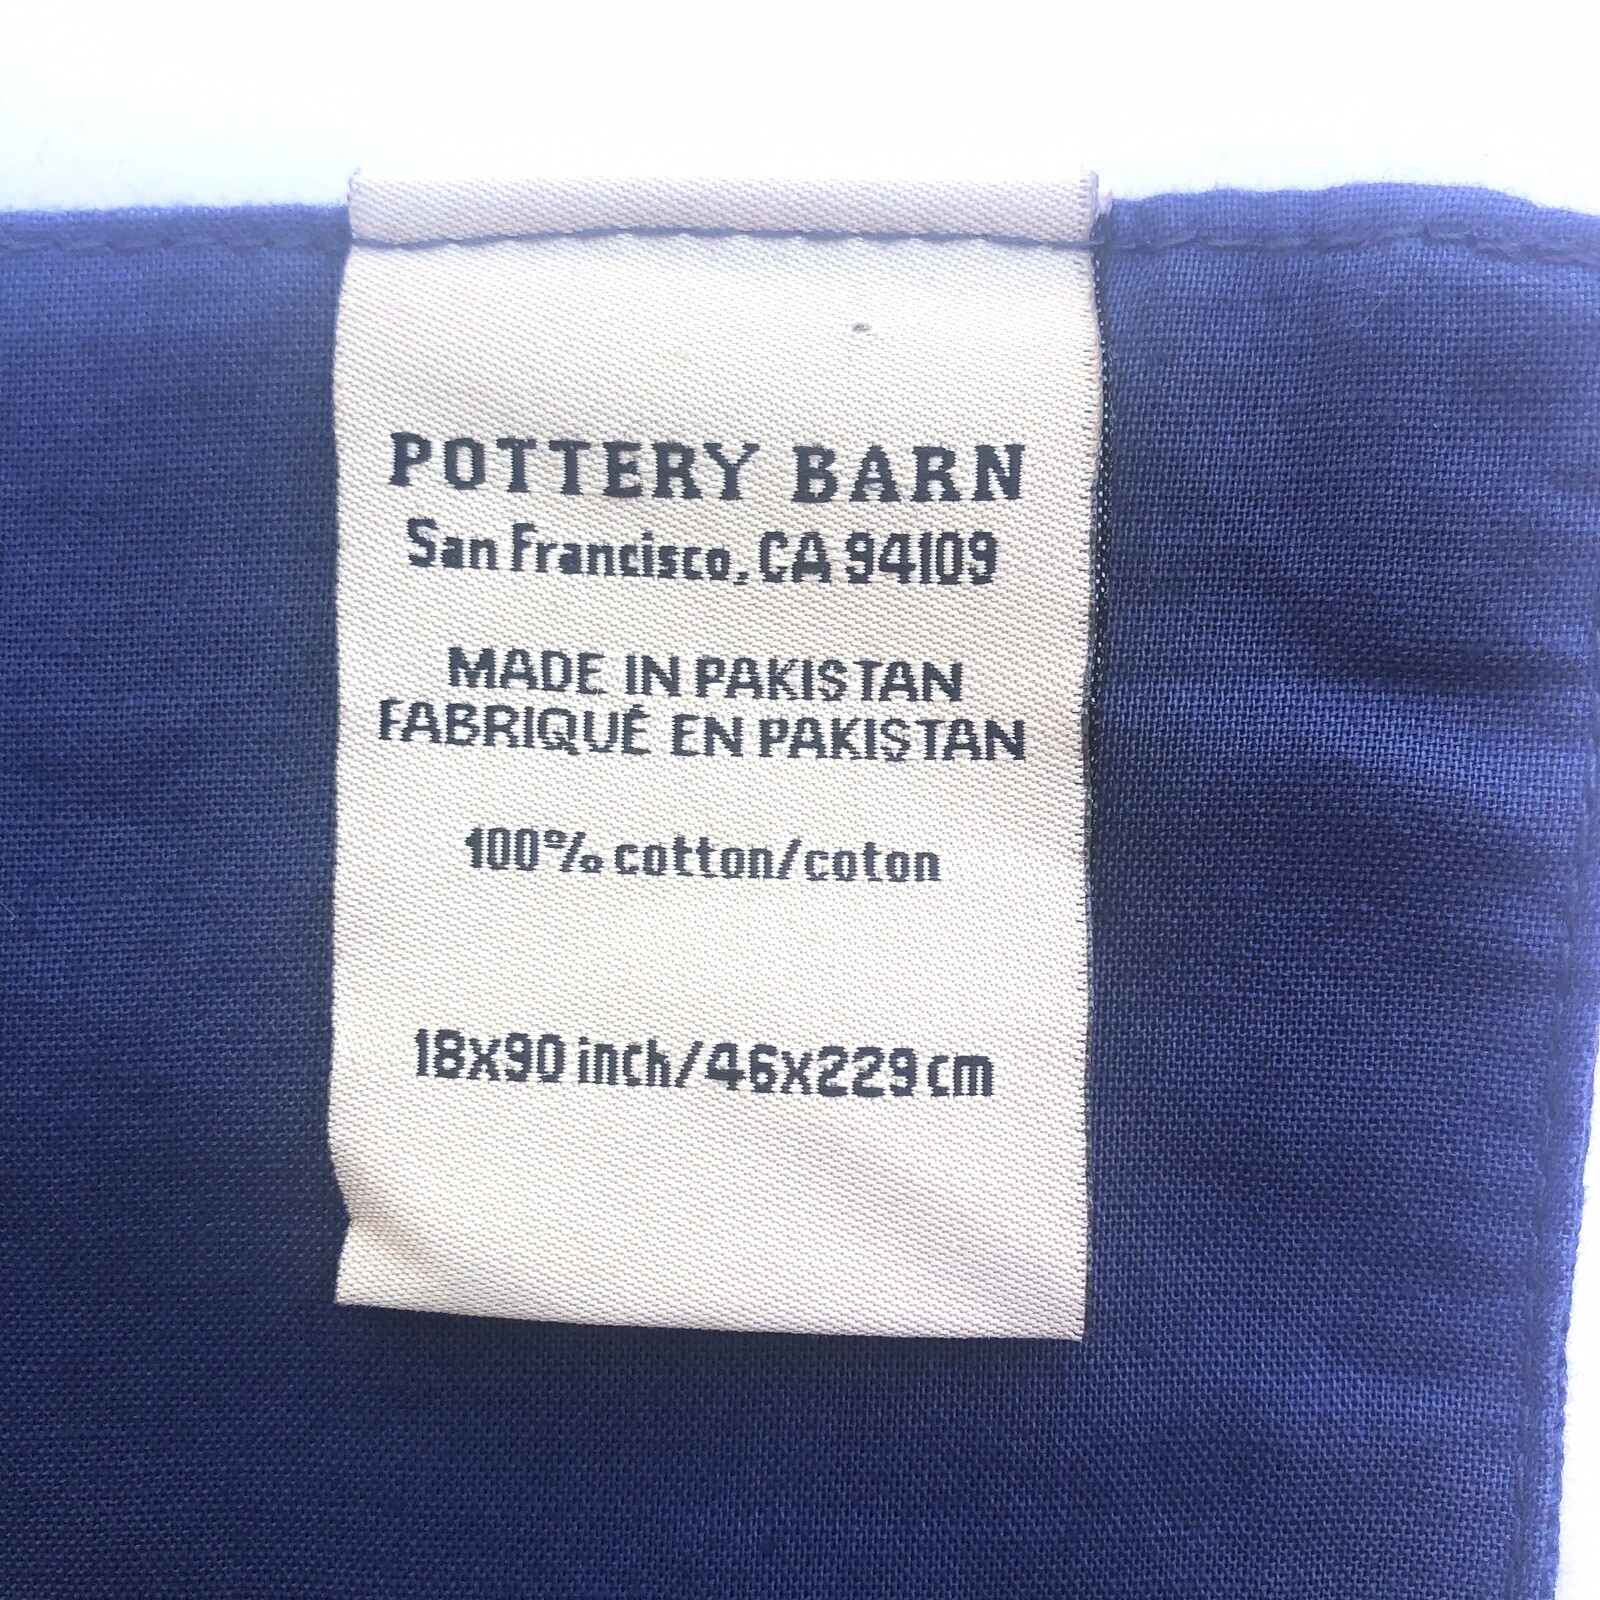 POTTERY BARN
San Francisco, CA 94109
MADE IN PAKISTAN
FABRIQUÉ EN PAKISTAN
100% cotton/coton
18x90 inch/46x229 cm